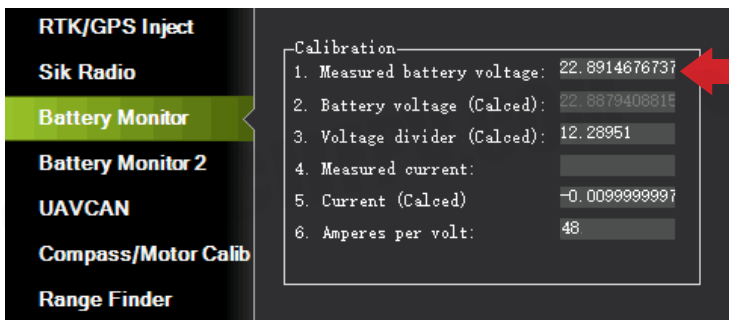 RTK/GPS Inject
Sik Radio
Battery Monitor
Battery Monitor 2
UAVCAN
Compass/Motor Calib
Range Finder
Calibration
1. Measured battery voltage: 22.8914676737
2. Battery voltage (Calced): 22.8879408815
3. Voltage divider (Calced): 12.28951
4. Measured current:
5. Current (Calced) -0.0099999997
6. Amperes per volt: 48